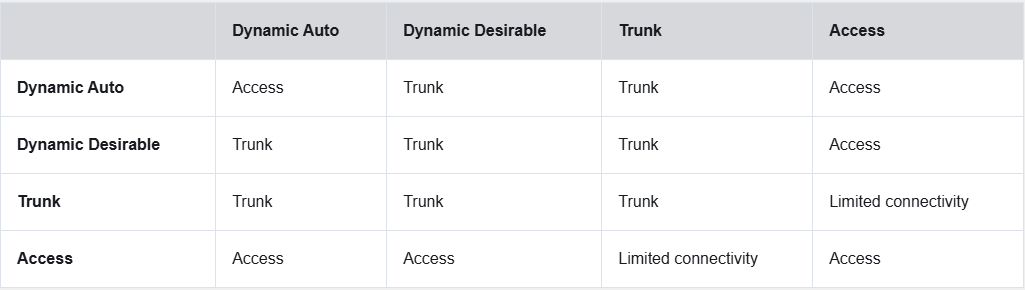 Dynamic Auto Dynamic Desirable Trunk Access
Dynamic Auto Access Trunk Trunk Access
Dynamic Desirable Trunk Trunk Trunk Access
Trunk Trunk Trunk Trunk Limited connectivity
Access Access Access Limited connectivity Access